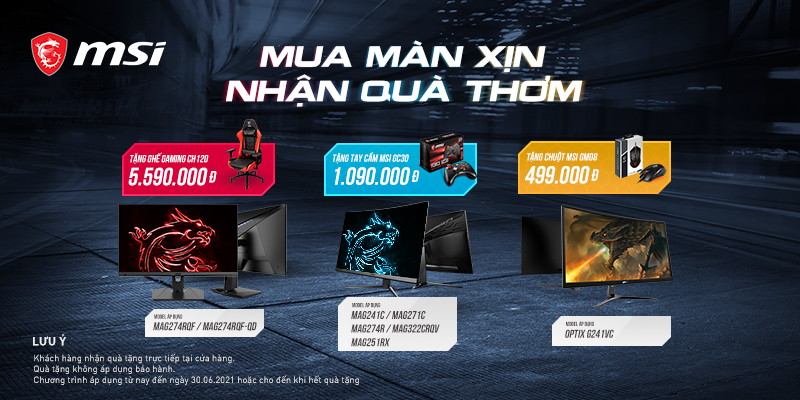 msi
MUA MÀN XỊN
NHẬN QUÀ THƠM
TẶNG GHẾ GAMING CH120
5.590.000 Đ
TẶNG TAY CẦM MSI GC30
1.090.000 Đ
TẶNG CHUỘT MSI GM08
499.000 Đ
MODEL ÁP DỤNG
MAG274RQF / MAG274RQF-QD
MODEL ÁP DỤNG
MAG241C / MAG271C
MAG274R / MAG322CRQV
MAG251RX
MODEL ÁP DỤNG
OPTIX G241VC
LƯU Ý
Khách hàng nhận quà tặng trực tiếp tại cửa hàng.
Quà tặng không áp dụng bảo hành.
Chương trình áp dụng từ nay đến ngày 30.06.2021 hoặc cho đến khi hết quà tặng